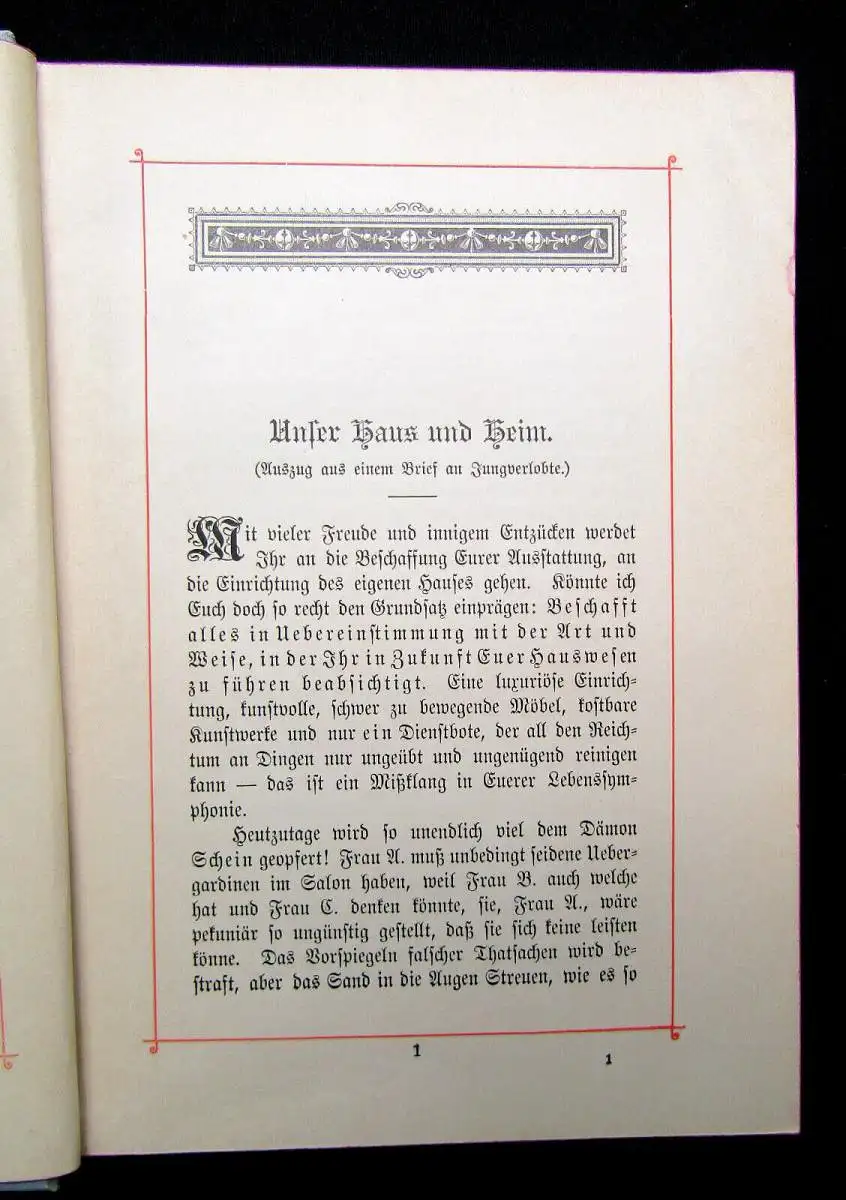 Unser Haus und Heim.
(Auszug aus einem Brief an Jungverlobte.)
Mit vieler Freude und innigem Entzücken werdet
Ihr an die Beschaffung Eurer Ausstattung, an
die Einrichtung des eigenen Hauses gehen. Könnte ich
Euch doch so recht den Grundsatz einprägen: Beschafft
alles in Uebereinstimmung mit der Art und
Weise, in der Ihr in Zukunft Euer Hauswesen
zu führen beabsichtigt. Eine luxuriöse Einrich-
tung, kunstvolle, schwer zu bewegende Möbel, kostbare
Kunstwerke und nur ein Dienstbote, der all den Reich-
tum an Dingen nur ungeübt und ungenügend reinigen
kann — das ist ein Mißklang in Euerer Lebenssym-
phonie.
Heutzutage wird so unendlich viel dem Dämon
Schein geopfert! Frau A. muß unbedingt seidene Ueber-
gardinen im Salon haben, weil Frau B. auch welche
hat und Frau C. denken könnte, sie, Frau A., wäre
pekuniär so ungünstig gestellt, daß sie sich keine leisten
könne. Das Vorspiegeln falscher Thatsachen wird be-
straft, aber das Sand in die Augen Streuen, wie es so
1
1